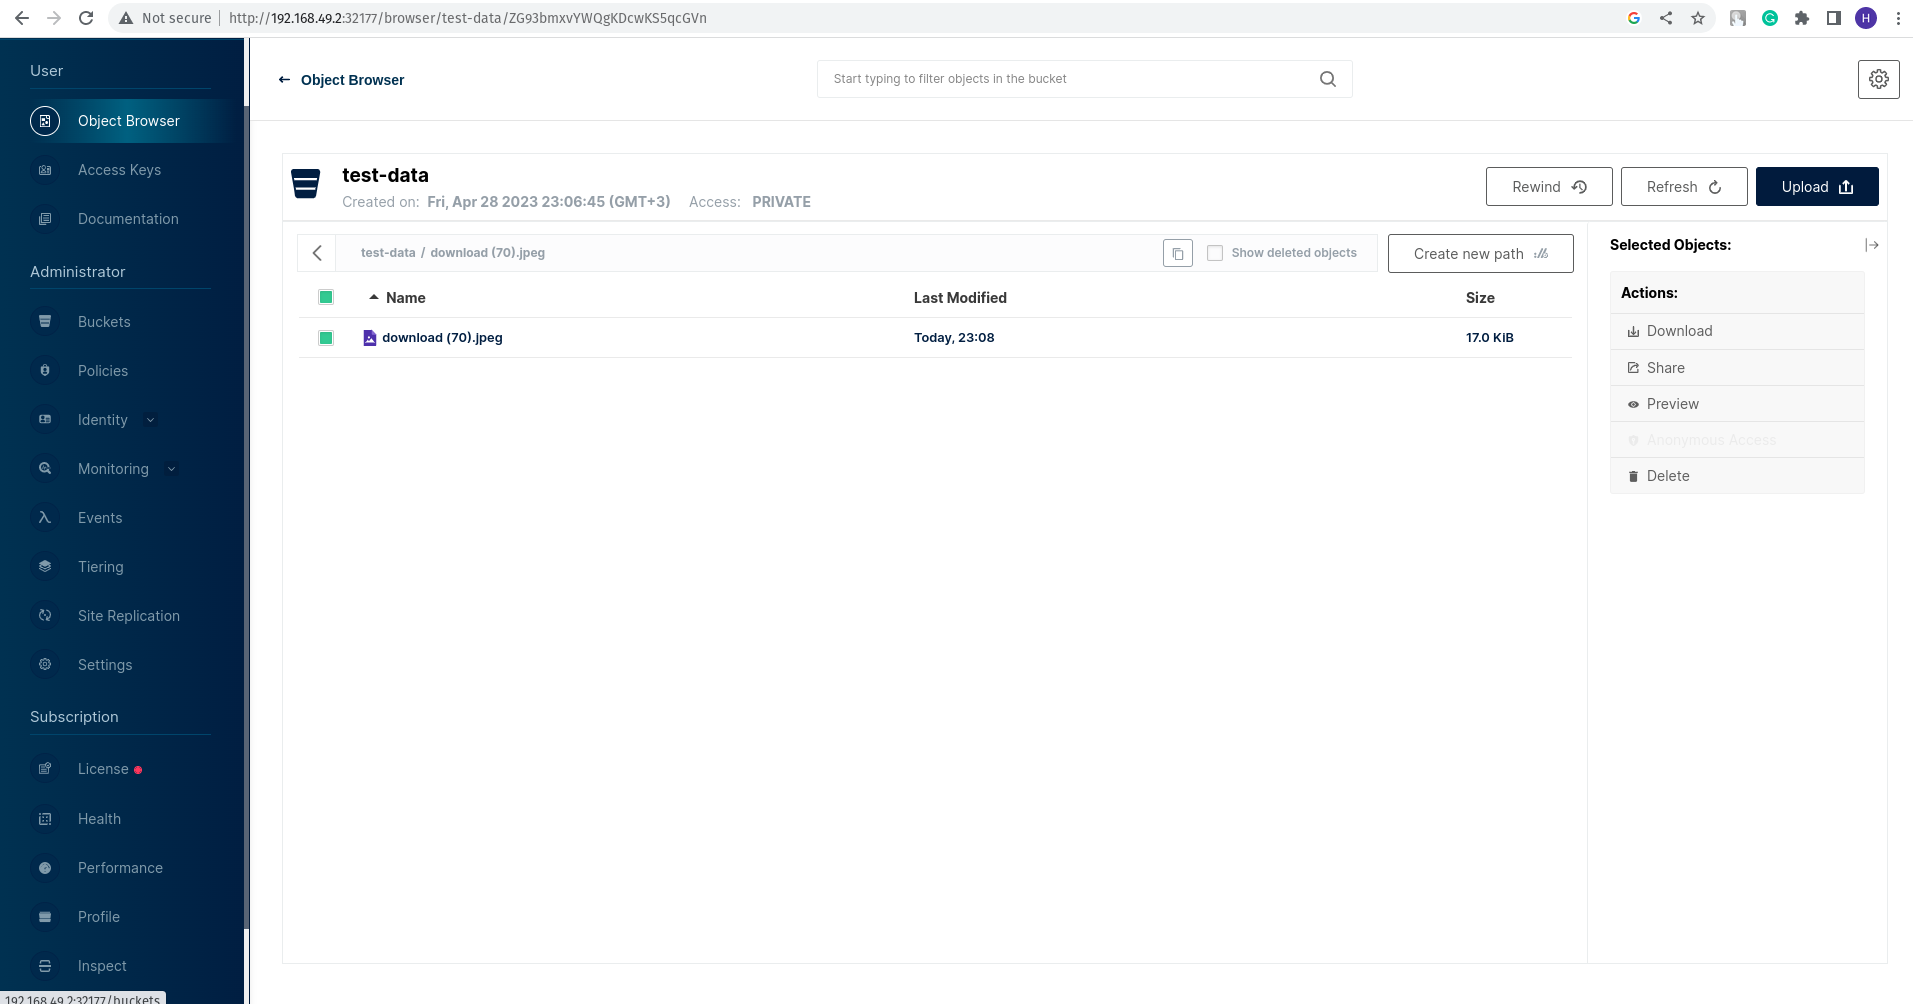 Not secure http://192.168.49.2:32177/browser/test-data/ZG93bmxvYWQgKDcwKS5qcGVn
H
User
Object Browser
Access Keys
Documentation
Administrator
Buckets
Policies
Identity
Monitoring
Events
Tiering
Site Replication
Settings
Subscription
License
Health
Performance
Profile
Inspect
192.168.49.2:32177/buckets
Object Browser
Start typing to filter objects in the bucket
test-data
Created on: Fri, Apr 28 2023 23:06:45 (GMT+3) Access: PRIVATE
Rewind
Refresh
Upload
test-data / download (70).jpeg
Show deleted objects
Create new path
Name Last Modified Size
download (70).jpeg Today, 23:08 17.0 KiB
Selected Objects:
Actions:
Download
Share
Preview
Anonymous Access
Delete